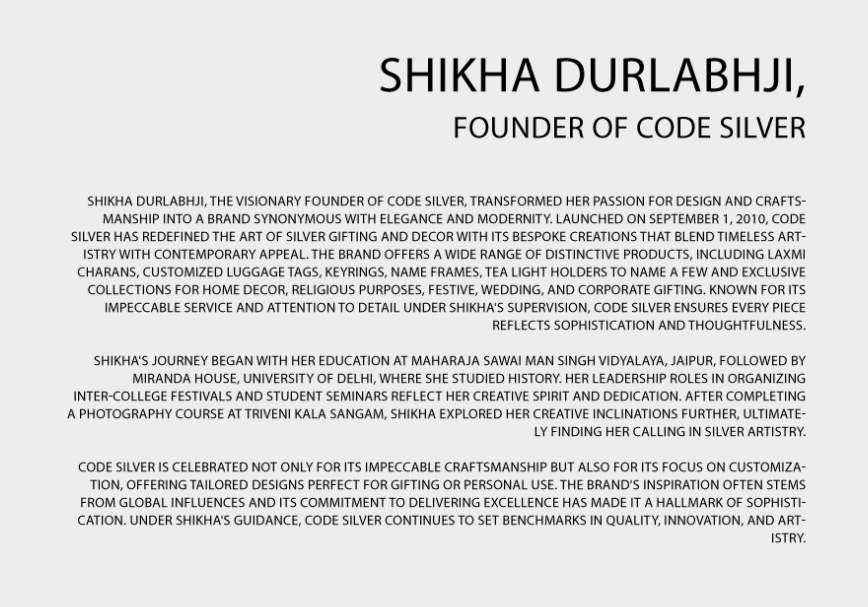 SHIKHA DURLABHJI,
FOUNDER OF CODE SILVER
SHIKHA DURLABHJI, THE VISIONARY FOUNDER OF CODE SILVER, TRANSFORMED HER PASSION FOR DESIGN AND CRAFTS-
MANSHIP INTO A BRAND SYNONYMOUS WITH ELEGANCE AND MODERNITY. LAUNCHED ON SEPTEMBER 1, 2010, CODE
SILVER HAS REDEFINED THE ART OF SILVER GIFTING AND DECOR WITH ITS BESPOKE CREATIONS THAT BLEND TIMELESS ART-
ISTRY WITH CONTEMPORARY APPEAL. THE BRAND OFFERS A WIDE RANGE OF DISTINCTIVE PRODUCTS, INCLUDING LAXMI
CHARANS, CUSTOMIZED LUGGAGE TAGS, KEYRINGS, NAME FRAMES, TEA LIGHT HOLDERS TO NAME A FEW AND EXCLUSIVE
COLLECTIONS FOR HOME DECOR, RELIGIOUS PURPOSES, FESTIVE, WEDDING, AND CORPORATE GIFTING. KNOWN FOR ITS
IMPECCABLE SERVICE AND ATTENTION TO DETAIL UNDER SHIKHA'S SUPERVISION, CODE SILVER ENSURES EVERY PIECE
REFLECTS SOPHISTICATION AND THOUGHTFULNESS.
SHIKHA'S JOURNEY BEGAN WITH HER EDUCATION AT MAHARAJA SAWAI MAN SINGH VIDYALAYA, JAIPUR, FOLLOWED BY
MIRANDA HOUSE, UNIVERSITY OF DELHI, WHERE SHE STUDIED HISTORY. HER LEADERSHIP ROLES IN ORGANIZING
INTER-COLLEGE FESTIVALS AND STUDENT SEMINARS REFLECT HER CREATIVE SPIRIT AND DEDICATION. AFTER COMPLETING
A PHOTOGRAPHY COURSE AT TRIVENI KALA SANGAM, SHIKHA EXPLORED HER CREATIVE INCLINATIONS FURTHER, ULTIMATE-
LY FINDING HER CALLING IN SILVER ARTISTRY.
CODE SILVER IS CELEBRATED NOT ONLY FOR ITS IMPECCABLE CRAFTSMANSHIP BUT ALSO FOR ITS FOCUS ON CUSTOMIZA-
TION, OFFERING TAILORED DESIGNS PERFECT FOR GIFTING OR PERSONAL USE. THE BRAND'S INSPIRATION OFTEN STEMS
FROM GLOBAL INFLUENCES AND ITS COMMITMENT TO DELIVERING EXCELLENCE HAS MADE IT A HALLMARK OF SOPHISTI-
CATION. UNDER SHIKHA'S GUIDANCE, CODE SILVER CONTINUES TO SET BENCHMARKS IN QUALITY, INNOVATION, AND ART-
ISTRY.